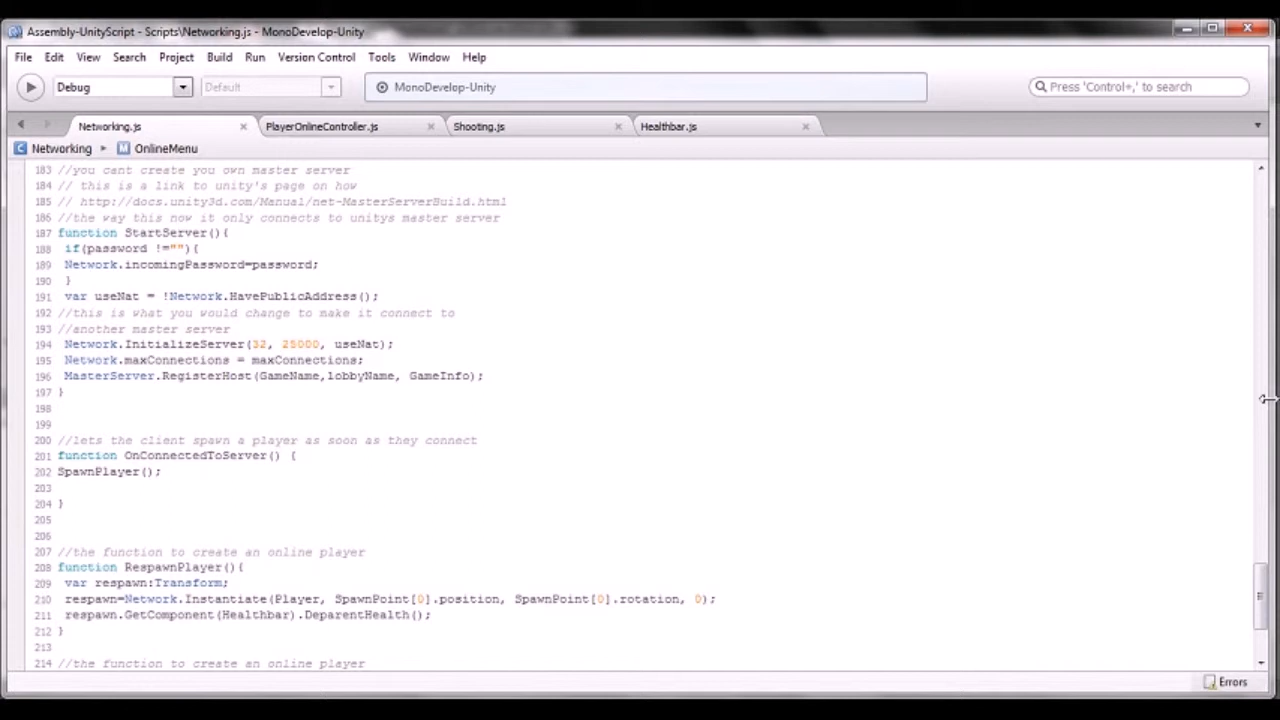 Assembly-UnityScript - Scripts\Networking.js - MonoDevelop-Unity
File Edit View Search Project Build Run Version Control Tools Window Help
Debug Default MonoDevelop-Unity Press 'Control+,' to search
Networking.js PlayerOnlineController.js Shooting.js Healthbar.js
Networking OnlineMenu
183 //you cant create you own master server
184 // this is a link to unity's page on how
185 // http://docs.unity3d.com/Manual/net-MasterServerBuild.html
186 //the way this now it only connects to unitys master server
187 function StartServer(){
188 if(password !=""){
189 Network.incomingPassword=password;
190 }
191 var useNat = !Network.HavePublicAddress();
192 //this is what you would change to make it connect to
193 //another master server
194 Network.InitializeServer(32, 25000, useNat);
195 Network.maxConnections = maxConnections;
196 MasterServer.RegisterHost(GameName,lobbyName, GameInfo);
197 }
198
199
200 //lets the client spawn a player as soon as they connect
201 function OnConnectedToServer() {
202 SpawnPlayer();
203
204 }
205
206
207 //the function to create an online player
208 function RespawnPlayer(){
209 var respawn:Transform;
210 respawn=Network.Instantiate(Player, SpawnPoint[0].position, SpawnPoint[0].rotation, 0);
211 respawn.GetComponent(Healthbar).DeparentHealth();
212 }
213
214 //the function to create an online player
Errors